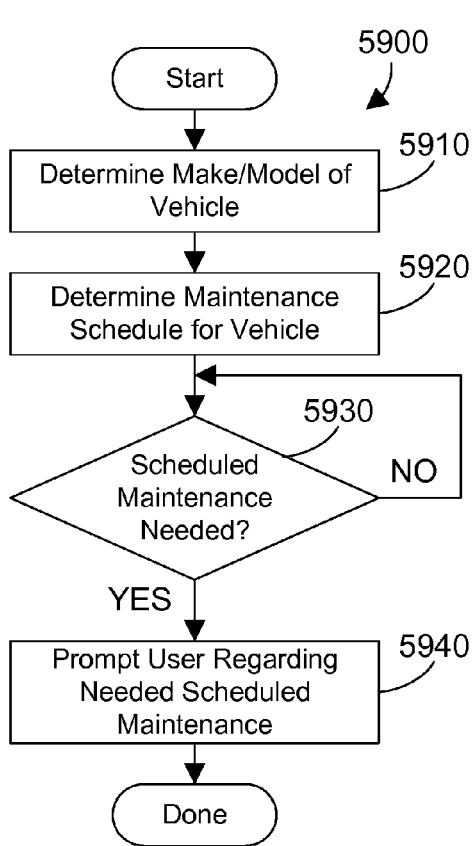 5900
Start
5910
Determine Make/Model of
Vehicle
5920
Determine Maintenance
Schedule for Vehicle
5930
Scheduled
Maintenance
Needed?
NO
YES
5940
Prompt User Regarding
Needed Scheduled
Maintenance
Done